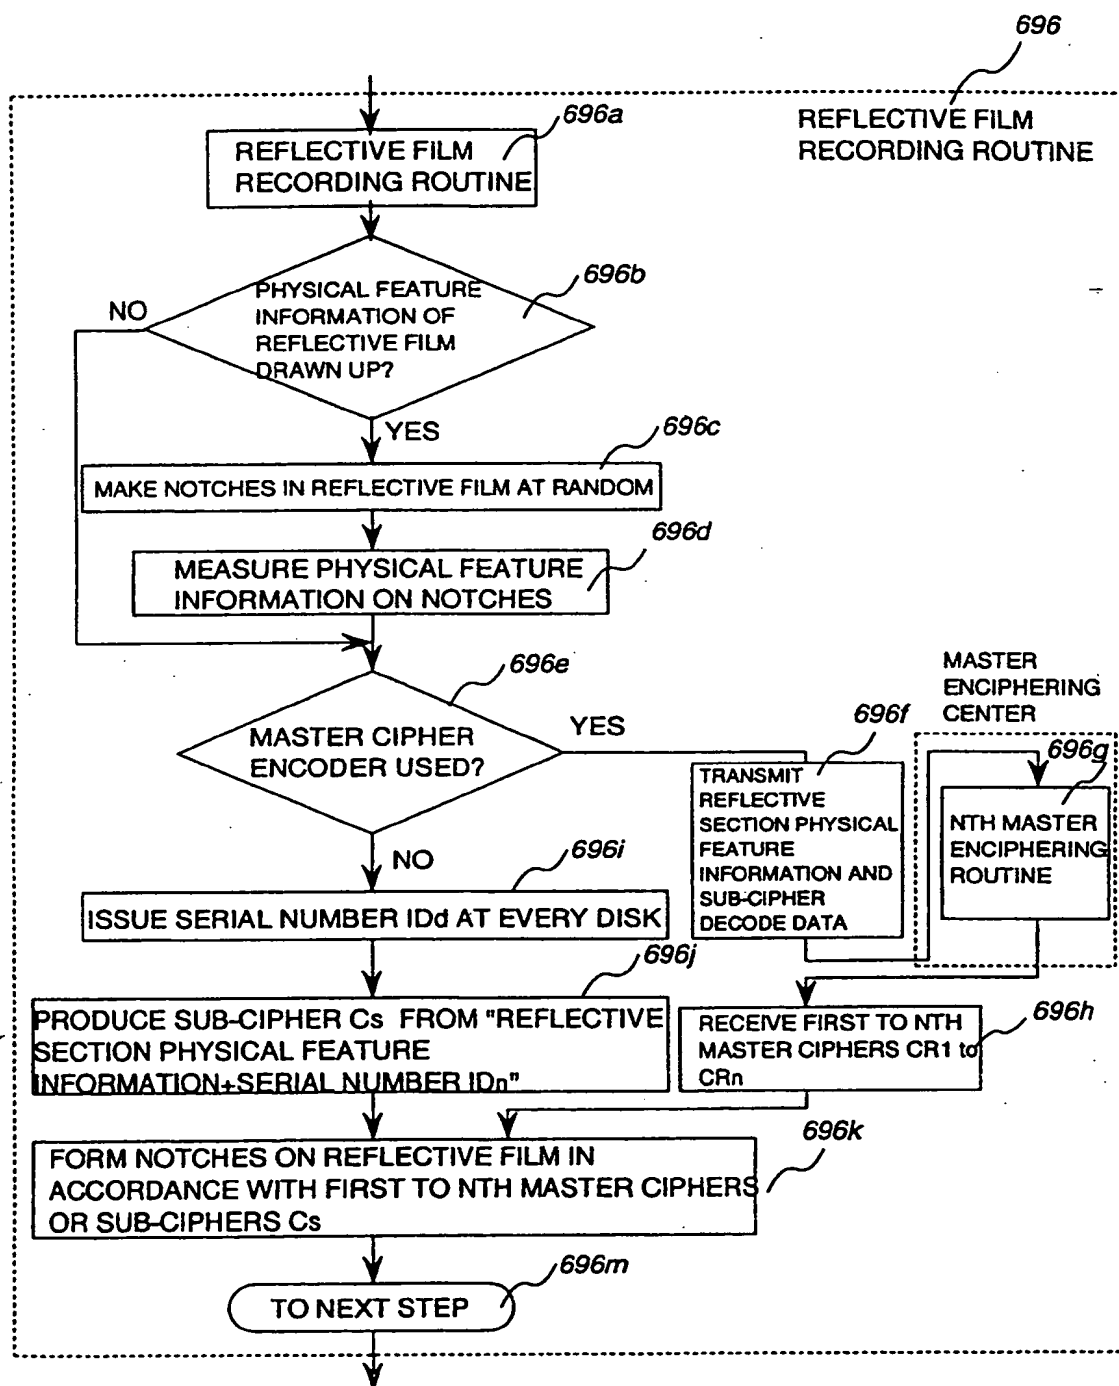 696
REFLECTIVE FILM
RECORDING ROUTINE
696a
REFLECTIVE FILM
RECORDING ROUTINE
696b
PHYSICAL FEATURE
INFORMATION OF
REFLECTIVE FILM
DRAWN UP?
NO
YES
696c
MAKE NOTCHES IN REFLECTIVE FILM AT RANDOM
696d
MEASURE PHYSICAL FEATURE
INFORMATION ON NOTCHES
696e
MASTER CIPHER
ENCODER USED?
YES
NO
696f
TRANSMIT
REFLECTIVE
SECTION PHYSICAL
FEATURE
INFORMATION AND
SUB-CIPHER
DECODE DATA
MASTER
ENCIPHERING
CENTER
696g
NTH MASTER
ENCIPHERING
ROUTINE
696h
RECEIVE FIRST TO NTH
MASTER CIPHERS CR1 to
CRn
696i
ISSUE SERIAL NUMBER IDd AT EVERY DISK
696j
PRODUCE SUB-CIPHER Cs FROM "REFLECTIVE
SECTION PHYSICAL FEATURE
INFORMATION+SERIAL NUMBER IDn"
696k
FORM NOTCHES ON REFLECTIVE FILM IN
ACCORDANCE WITH FIRST TO NTH MASTER CIPHERS
OR SUB-CIPHERS Cs
696m
TO NEXT STEP